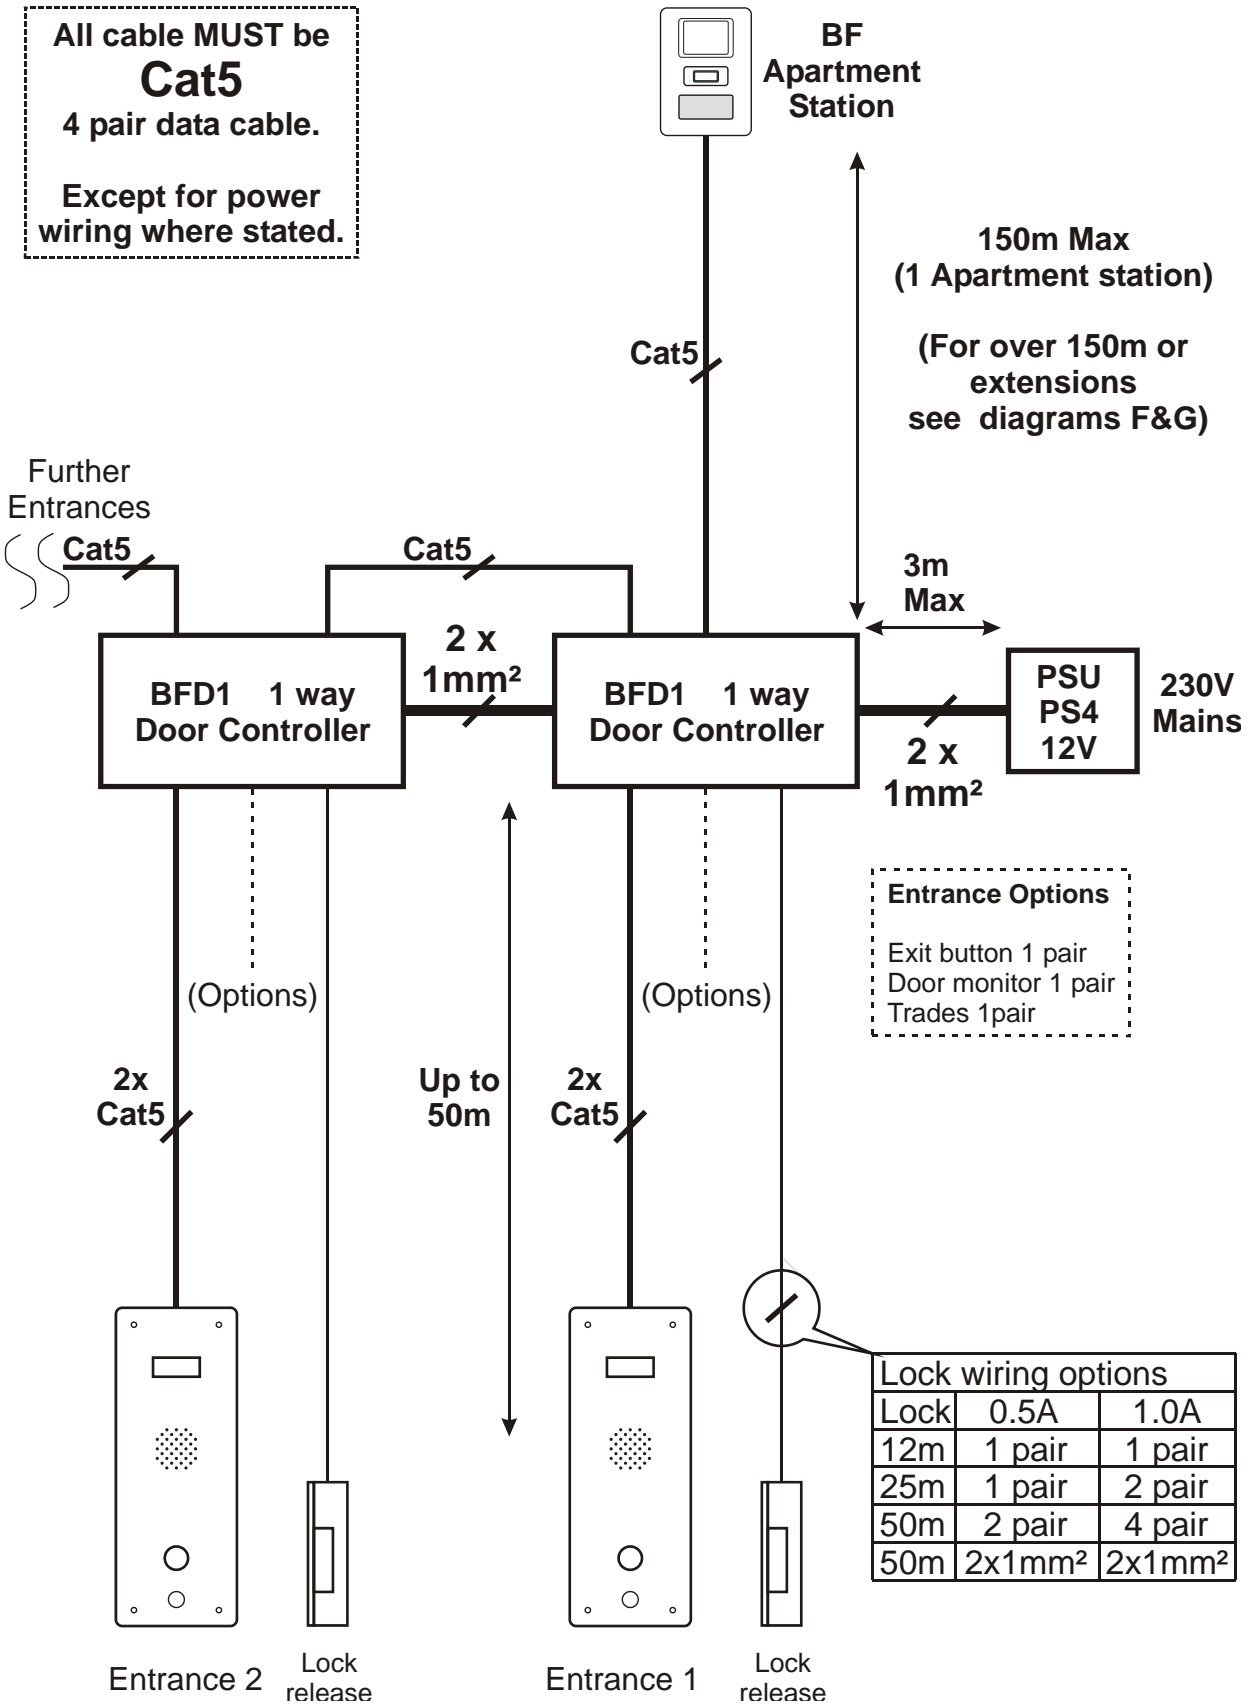 All cable MUST be
Cat5
4 pair data cable.
Except for power
wiring where stated.
BF
Apartment
Station
150m Max
(1 Apartment station)
(For over 150m or
extensions
see diagrams F&G)
Cat5
Further
Entrances
Cat5
Cat5
3m
Max
2 x
1mm²
BFD1 1 way
Door Controller
BFD1 1 way
Door Controller
PSU
PS4
12V
230V
Mains
2 x
1mm²
Entrance Options
Exit button 1 pair
Door monitor 1 pair
Trades 1pair
(Options)
(Options)
2x
Cat5
Up to
50m
2x
Cat5
Lock wiring options
Lock 0.5A 1.0A
12m 1 pair 1 pair
25m 1 pair 2 pair
50m 2 pair 4 pair
50m 2x1mm² 2x1mm²
Entrance 2
Lock
release
Entrance 1
Lock
release